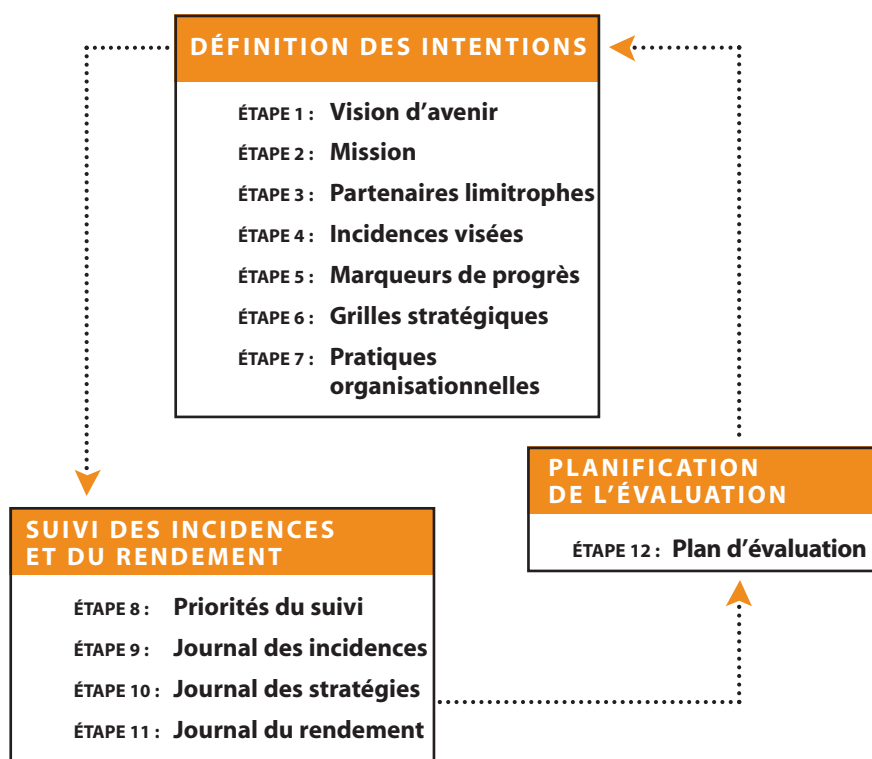 DÉFINITION DES INTENTIONS
ÉTAPE 1 : Vision d'avenir
ÉTAPE 2 : Mission
ÉTAPE 3 : Partenaires limitrophes
ÉTAPE 4 : Incidences visées
ÉTAPE 5 : Marqueurs de progrès
ÉTAPE 6 : Grilles stratégiques
ÉTAPE 7 : Pratiques
organisationnelles
SUIVI DES INCIDENCES
ET DU RENDEMENT
ÉTAPE 8 : Priorités du suivi
ÉTAPE 9 : Journal des incidences
ÉTAPE 10 : Journal des stratégies
ÉTAPE 11 : Journal du rendement
PLANIFICATION
DE L'ÉVALUATION
ÉTAPE 12 : Plan d'évaluation